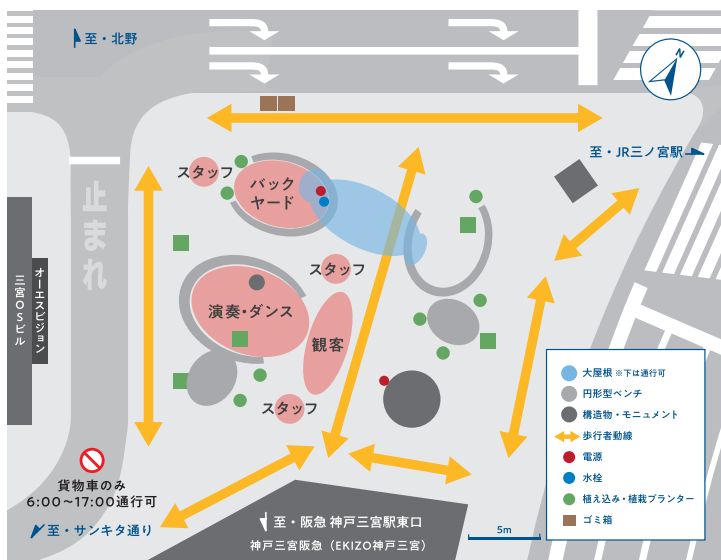 至・北野
N
至・JR三ノ宮駅
スタッフ
バック
ヤード
止まれ
スタッフ
演奏・ダンス
観客
スタッフ
三宮OSビル
オーエスビジョン
貨物車のみ
6:00〜17:00通行可
至・サンキタ通り
至・阪急 神戸三宮駅東口
神戸三宮阪急（EKIZO神戸三宮）
5m
大屋根 ※下は通行可
円形型ベンチ
構造物・モニュメント
歩行者動線
電源
水栓
植え込み・植栽プランター
ゴミ箱